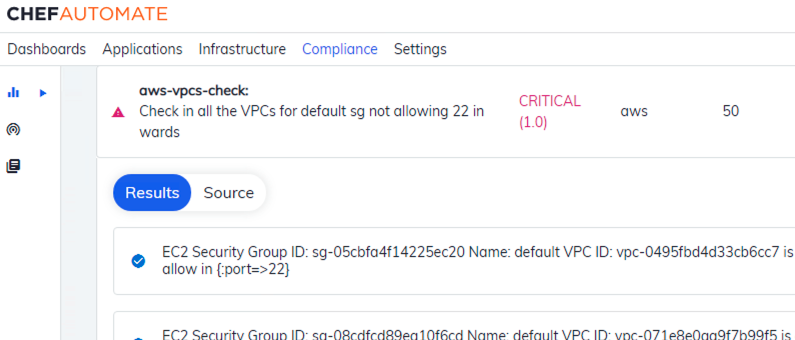 CHEFAUTOMATE
Dashboards Applications Infrastructure Compliance Settings
aws-vpcs-check:
Check in all the VPCs for default sg not allowing 22 in
wards
CRITICAL
(1.0)
aws
50
Results Source
EC2 Security Group ID: sg-05cbfa4f14225ec20 Name: default VPC ID: vpc-0495fbd4d33cb6cc7 is
allow in {:port=>22}
EC2 Security Group ID: sg-08cdfcd89ea10f6cd Name: default VPC ID: vpc-071e8e0aa9f7b99f5 is